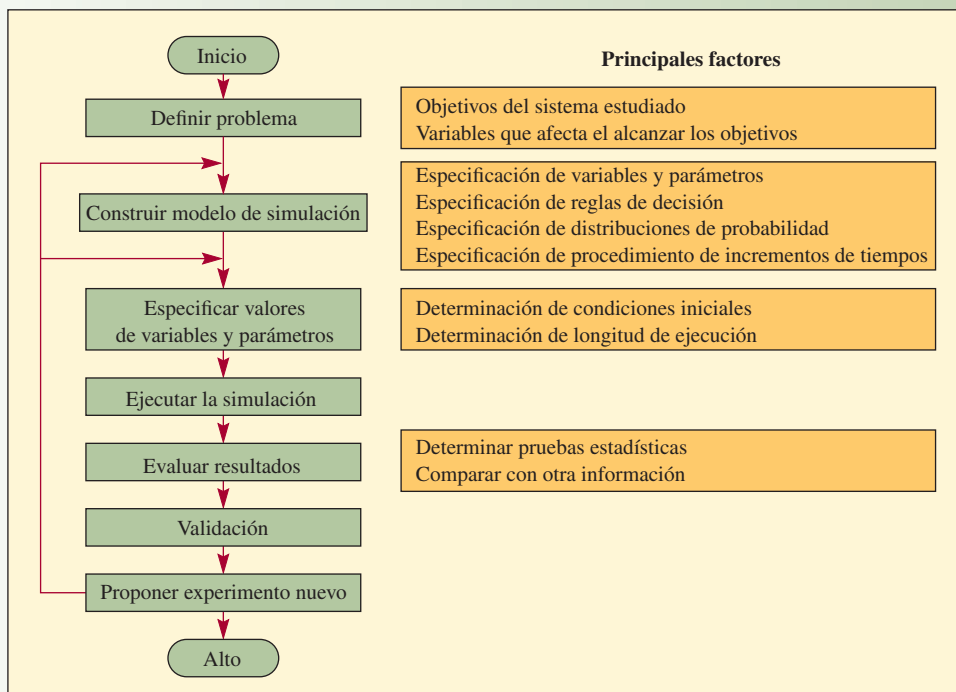 Inicio
Principales factores
Definir problema
Objetivos del sistema estudiado
Variables que afecta el alcanzar los objetivos
Construir modelo de simulación
Especificación de variables y parámetros
Especificación de reglas de decisión
Especificación de distribuciones de probabilidad
Especificación de procedimiento de incrementos de tiempos
Especificar valores
de variables y parámetros
Determinación de condiciones iniciales
Determinación de longitud de ejecución
Ejecutar la simulación
Evaluar resultados
Determinar pruebas estadísticas
Comparar con otra información
Validación
Proponer experimento nuevo
Alto